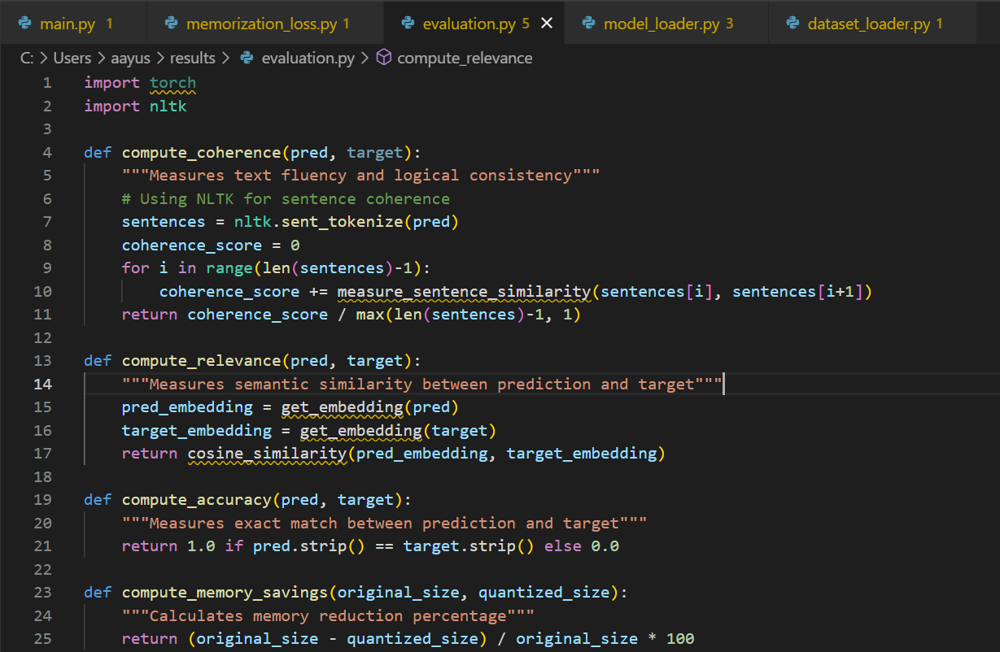 main.py 1 memorization_loss.py 1 evaluation.py 5 model_loader.py 3 dataset_loader.py 1
C: > Users > aayus > results > evaluation.py > compute_relevance
1 import torch
2 import nltk
3
4 def compute_coherence(pred, target):
5     """Measures text fluency and logical consistency"""
6     # Using NLTK for sentence coherence
7     sentences = nltk.sent_tokenize(pred)
8     coherence_score = 0
9     for i in range(len(sentences)-1):
10         coherence_score += measure_sentence_similarity(sentences[i], sentences[i+1])
11     return coherence_score / max(len(sentences)-1, 1)
12
13 def compute_relevance(pred, target):
14     """Measures semantic similarity between prediction and target"""
15     pred_embedding = get_embedding(pred)
16     target_embedding = get_embedding(target)
17     return cosine_similarity(pred_embedding, target_embedding)
18
19 def compute_accuracy(pred, target):
20     """Measures exact match between prediction and target"""
21     return 1.0 if pred.strip() == target.strip() else 0.0
22
23 def compute_memory_savings(original_size, quantized_size):
24     """Calculates memory reduction percentage"""
25     return (original_size - quantized_size) / original_size * 100